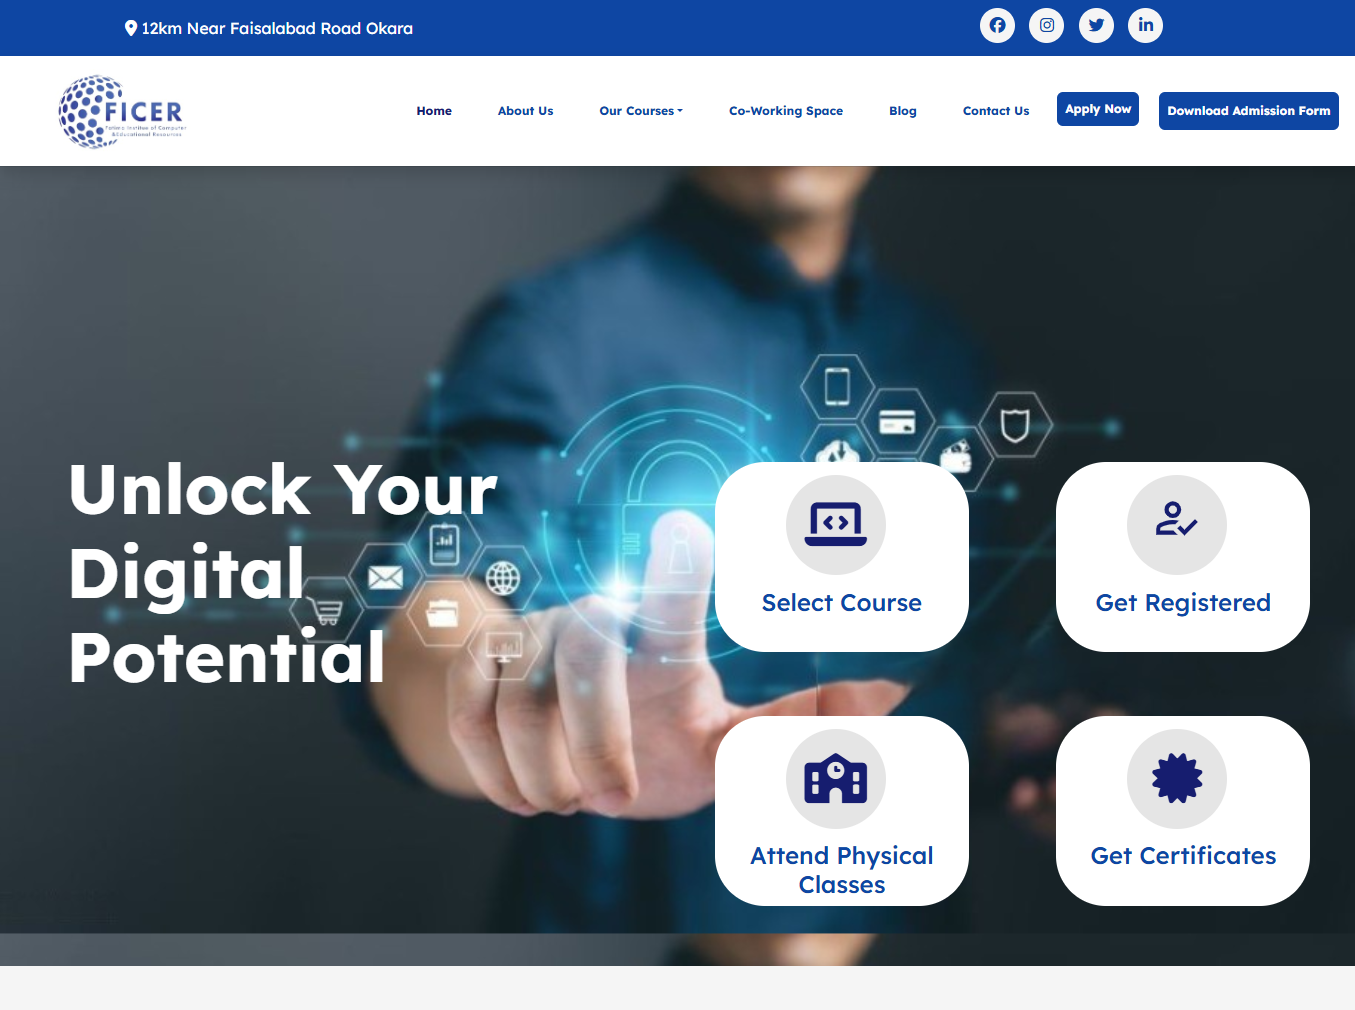 12km Near Faisalabad Road Okara
FICER
Home
About Us
Our Courses
Co-Working Space
Blog
Contact Us
Apply Now
Download Admission Form
Unlock Your
Digital
Potential
Select Course
Get Registered
Attend Physical
Classes
Get Certificates